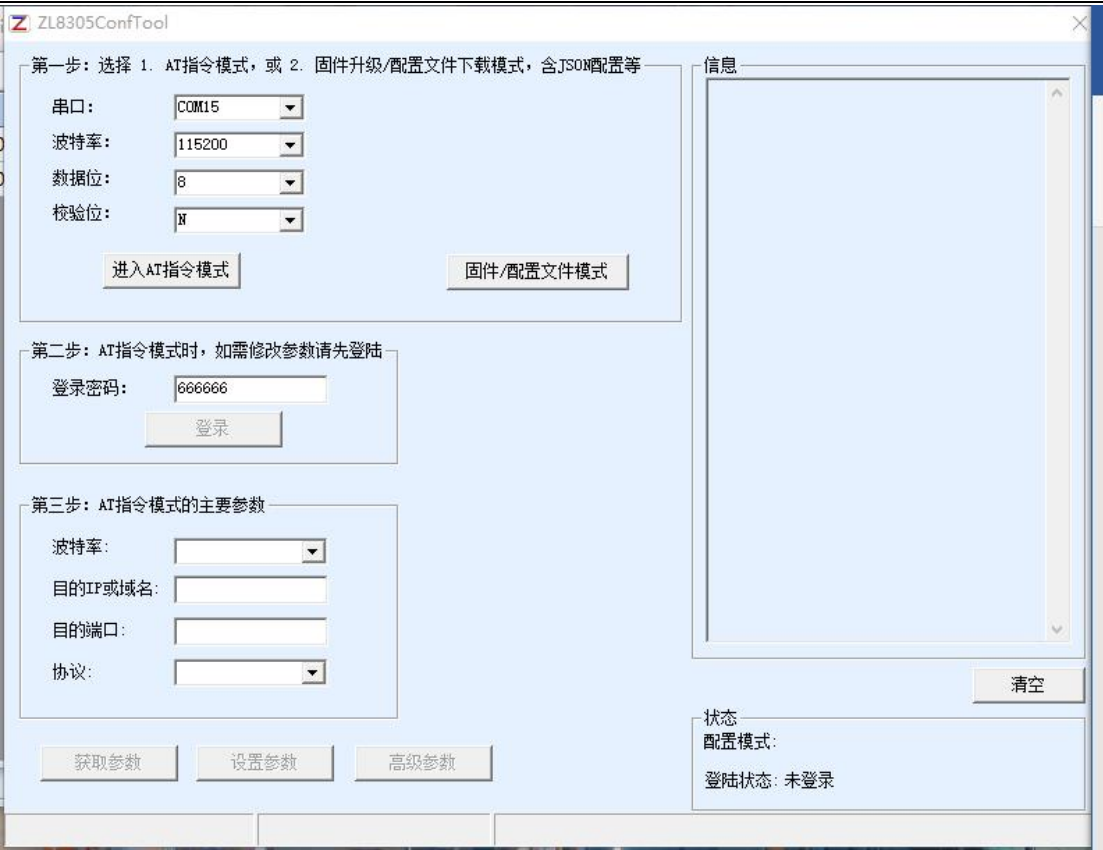 ZL8305ConfTool
第一步：选择 1. AT指令模式，或 2. 固件升级/配置文件下载模式，含JSON配置等
串口：
COM15
波特率：
115200
数据位：
8
校验位：
N
进入AT指令模式
固件/配置文件模式
第二步：AT指令模式时，如需修改参数请先登陆
登录密码：
666666
登录
第三步：AT指令模式的主要参数
波特率:
目的IP或域名:
目的端口:
协议:
获取参数
设置参数
高级参数
信息
清空
状态
配置模式:
登陆状态: 未登录